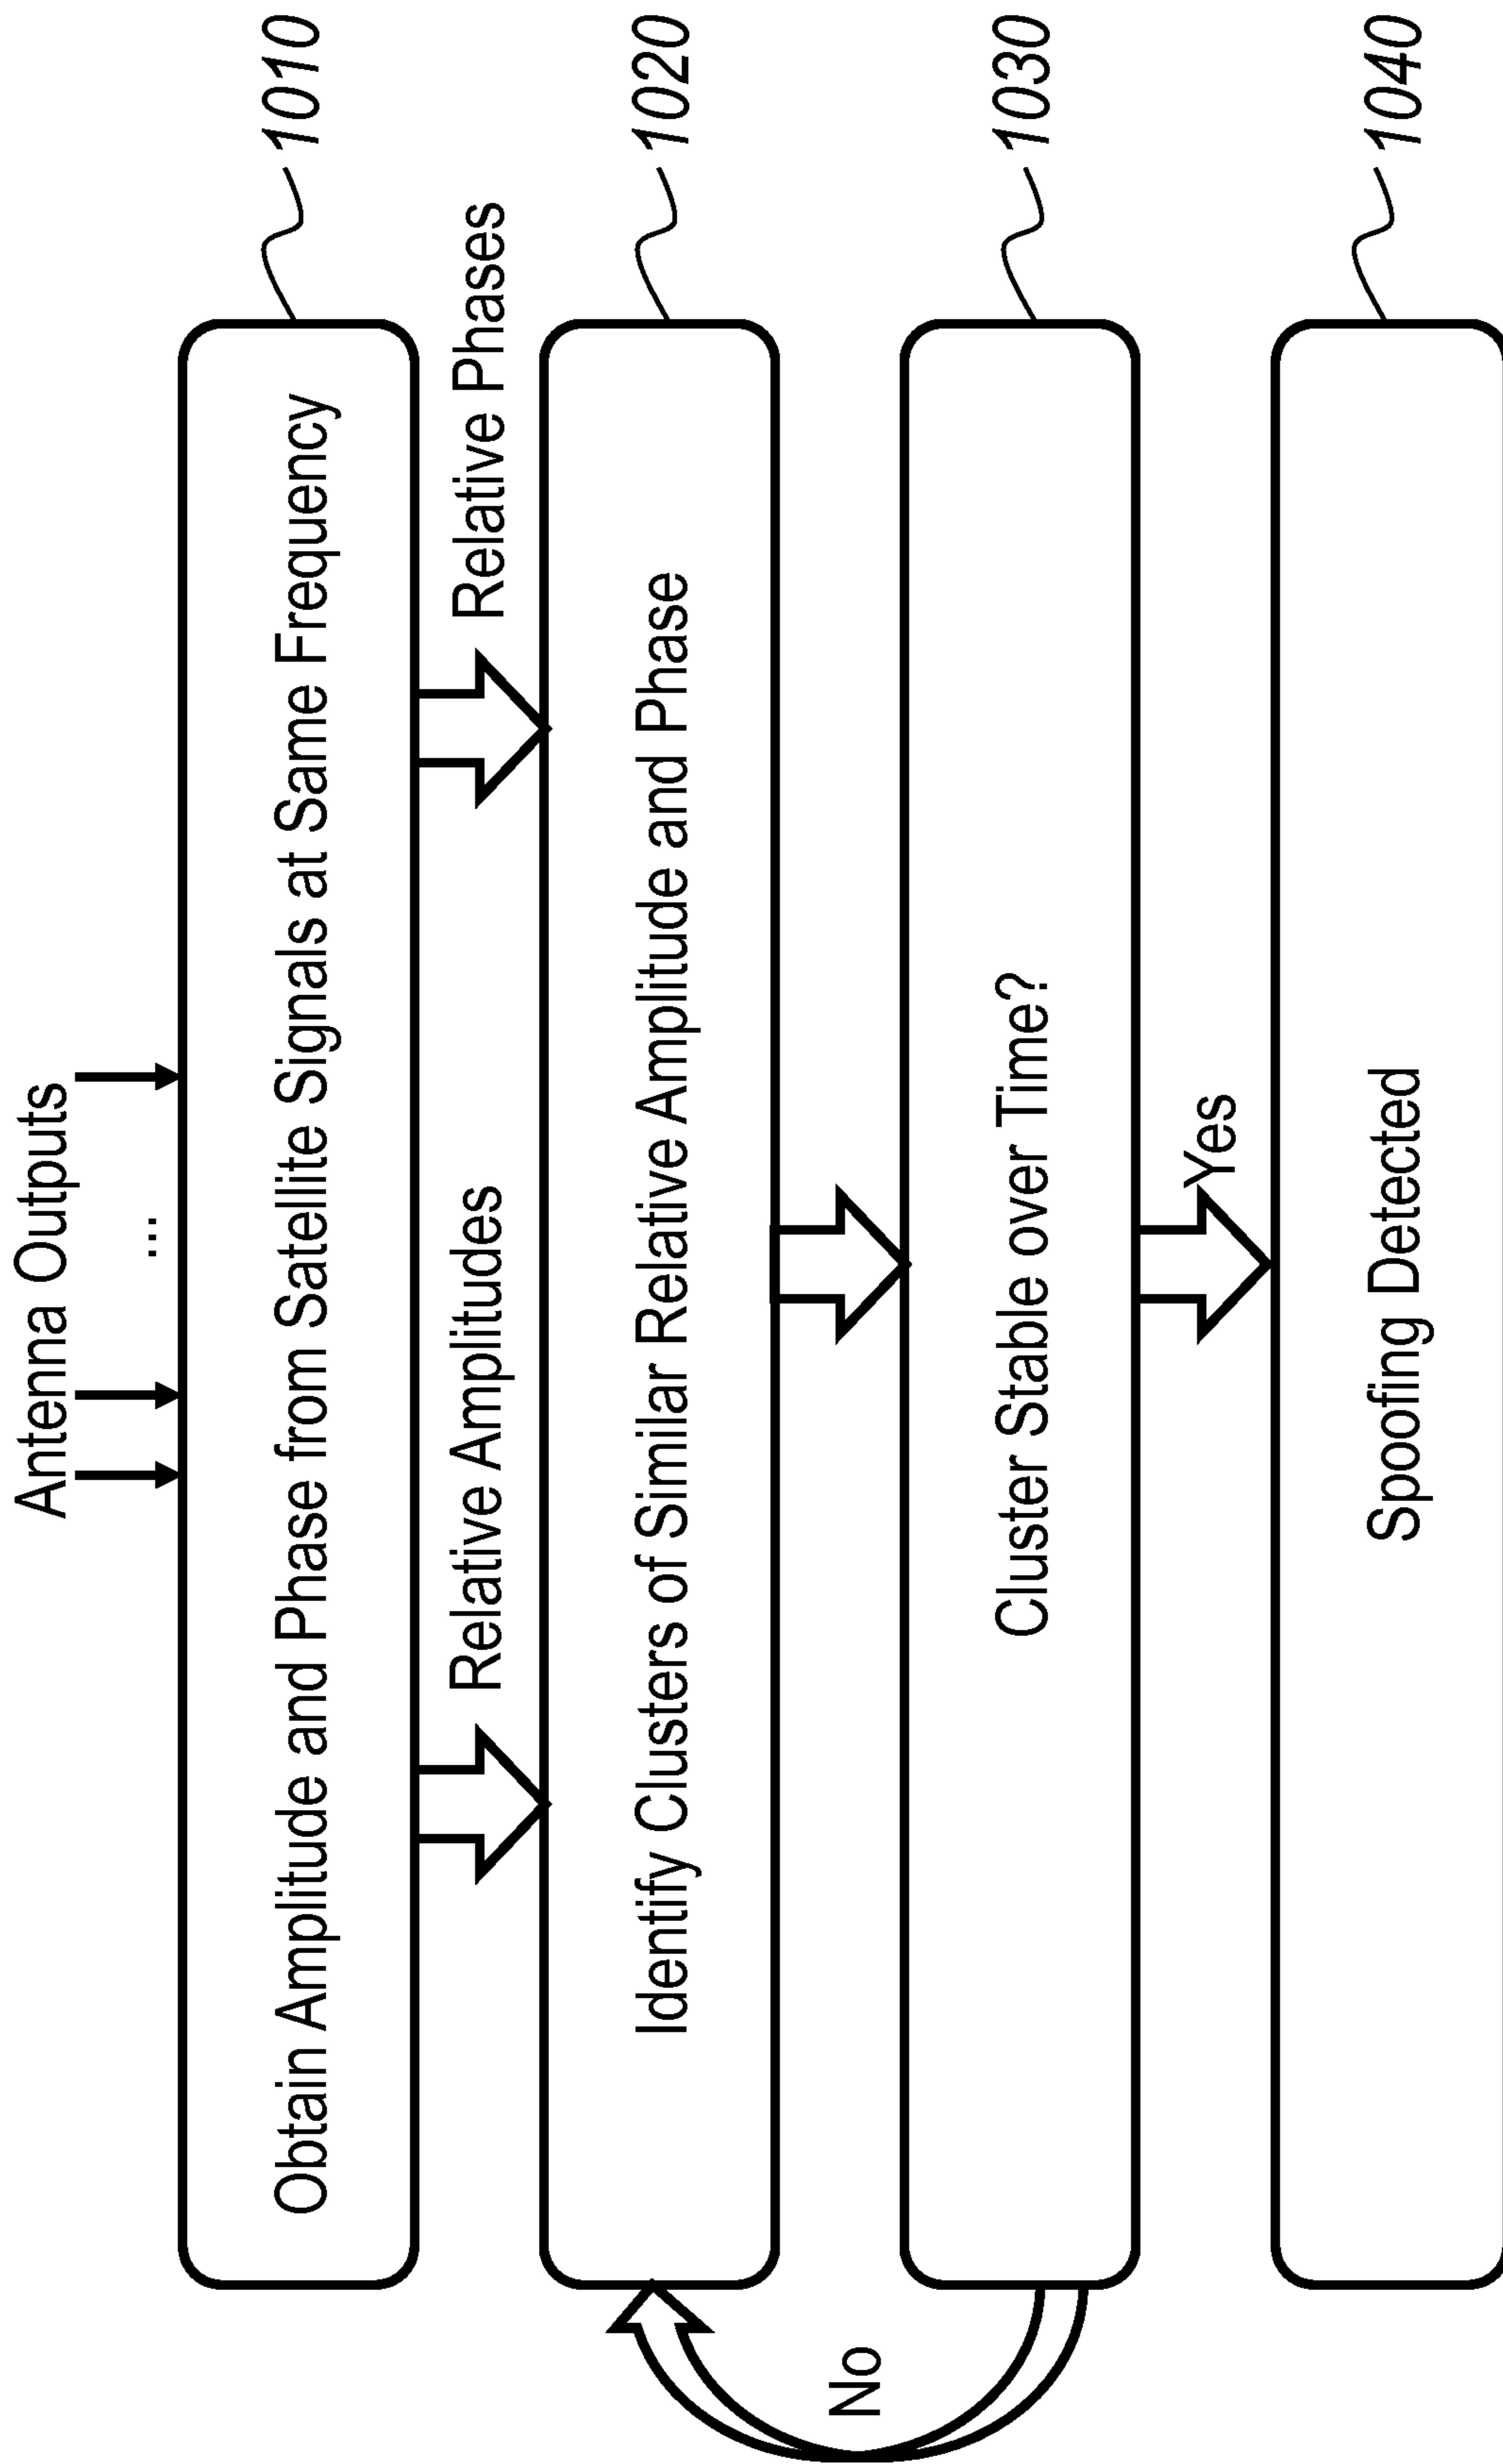 Antenna Outputs
...
Obtain Amplitude and Phase from Satellite Signals at Same Frequency
1010
Relative Amplitudes
Relative Phases
Identify Clusters of Similar Relative Amplitude and Phase
1020
No
Cluster Stable over Time?
1030
Yes
Spoofing Detected
1040